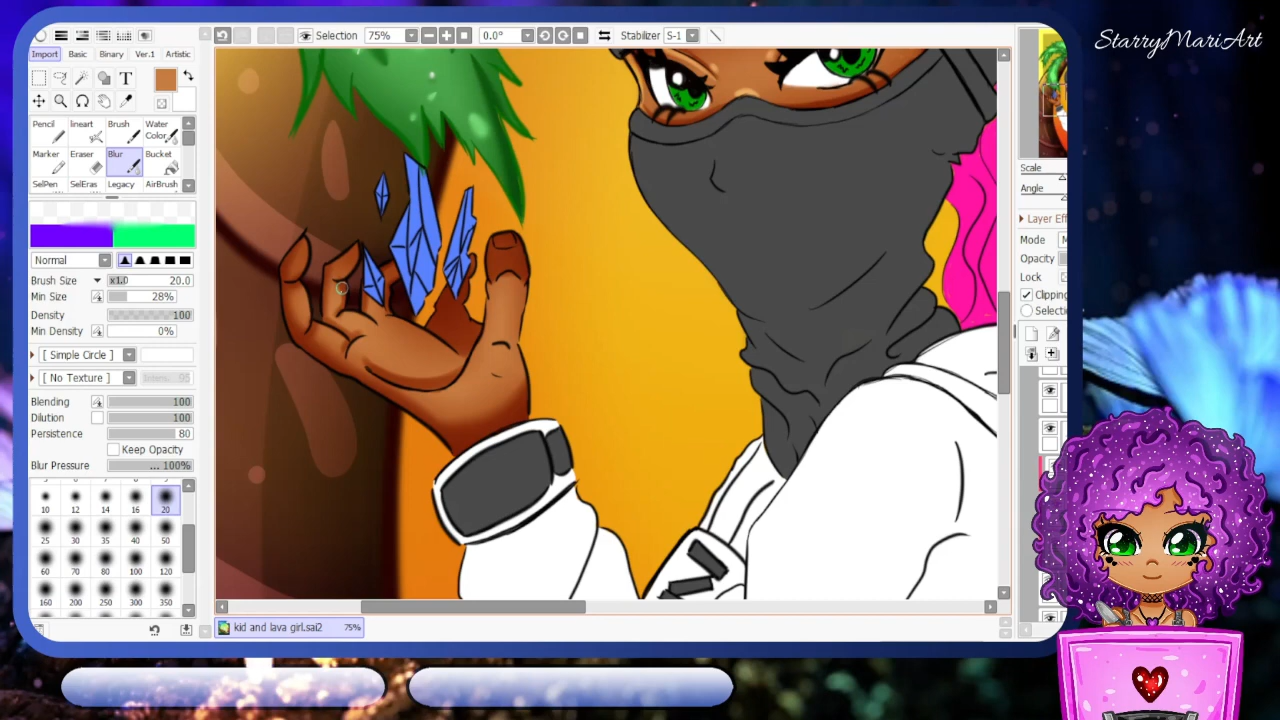 StarryMariArt
Selection 75% 0.0° Stabilizer S-1
Import Basic Binary Ver.1 Artistic
T
Pencil lineart Brush Water Color
Marker Eraser Blur Bucket
SelPen SelEras Legacy AirBrush
Normal
Brush Size x1.0 20.0
Min Size 28%
Density 100
Min Density 0%
[ Simple Circle ]
[ No Texture ]
Blending 100
Dilution 100
Persistence 80
Keep Opacity
Blur Pressure ... 100%
10 12 14 16 20
25 30 35 40 50
60 70 80 100 120
160 200 250 300 350
kid and lava girl.sai2 75%
Scale
Angle
Layer Eff
Mode
Opacity
Lock
Clipping
Selecti